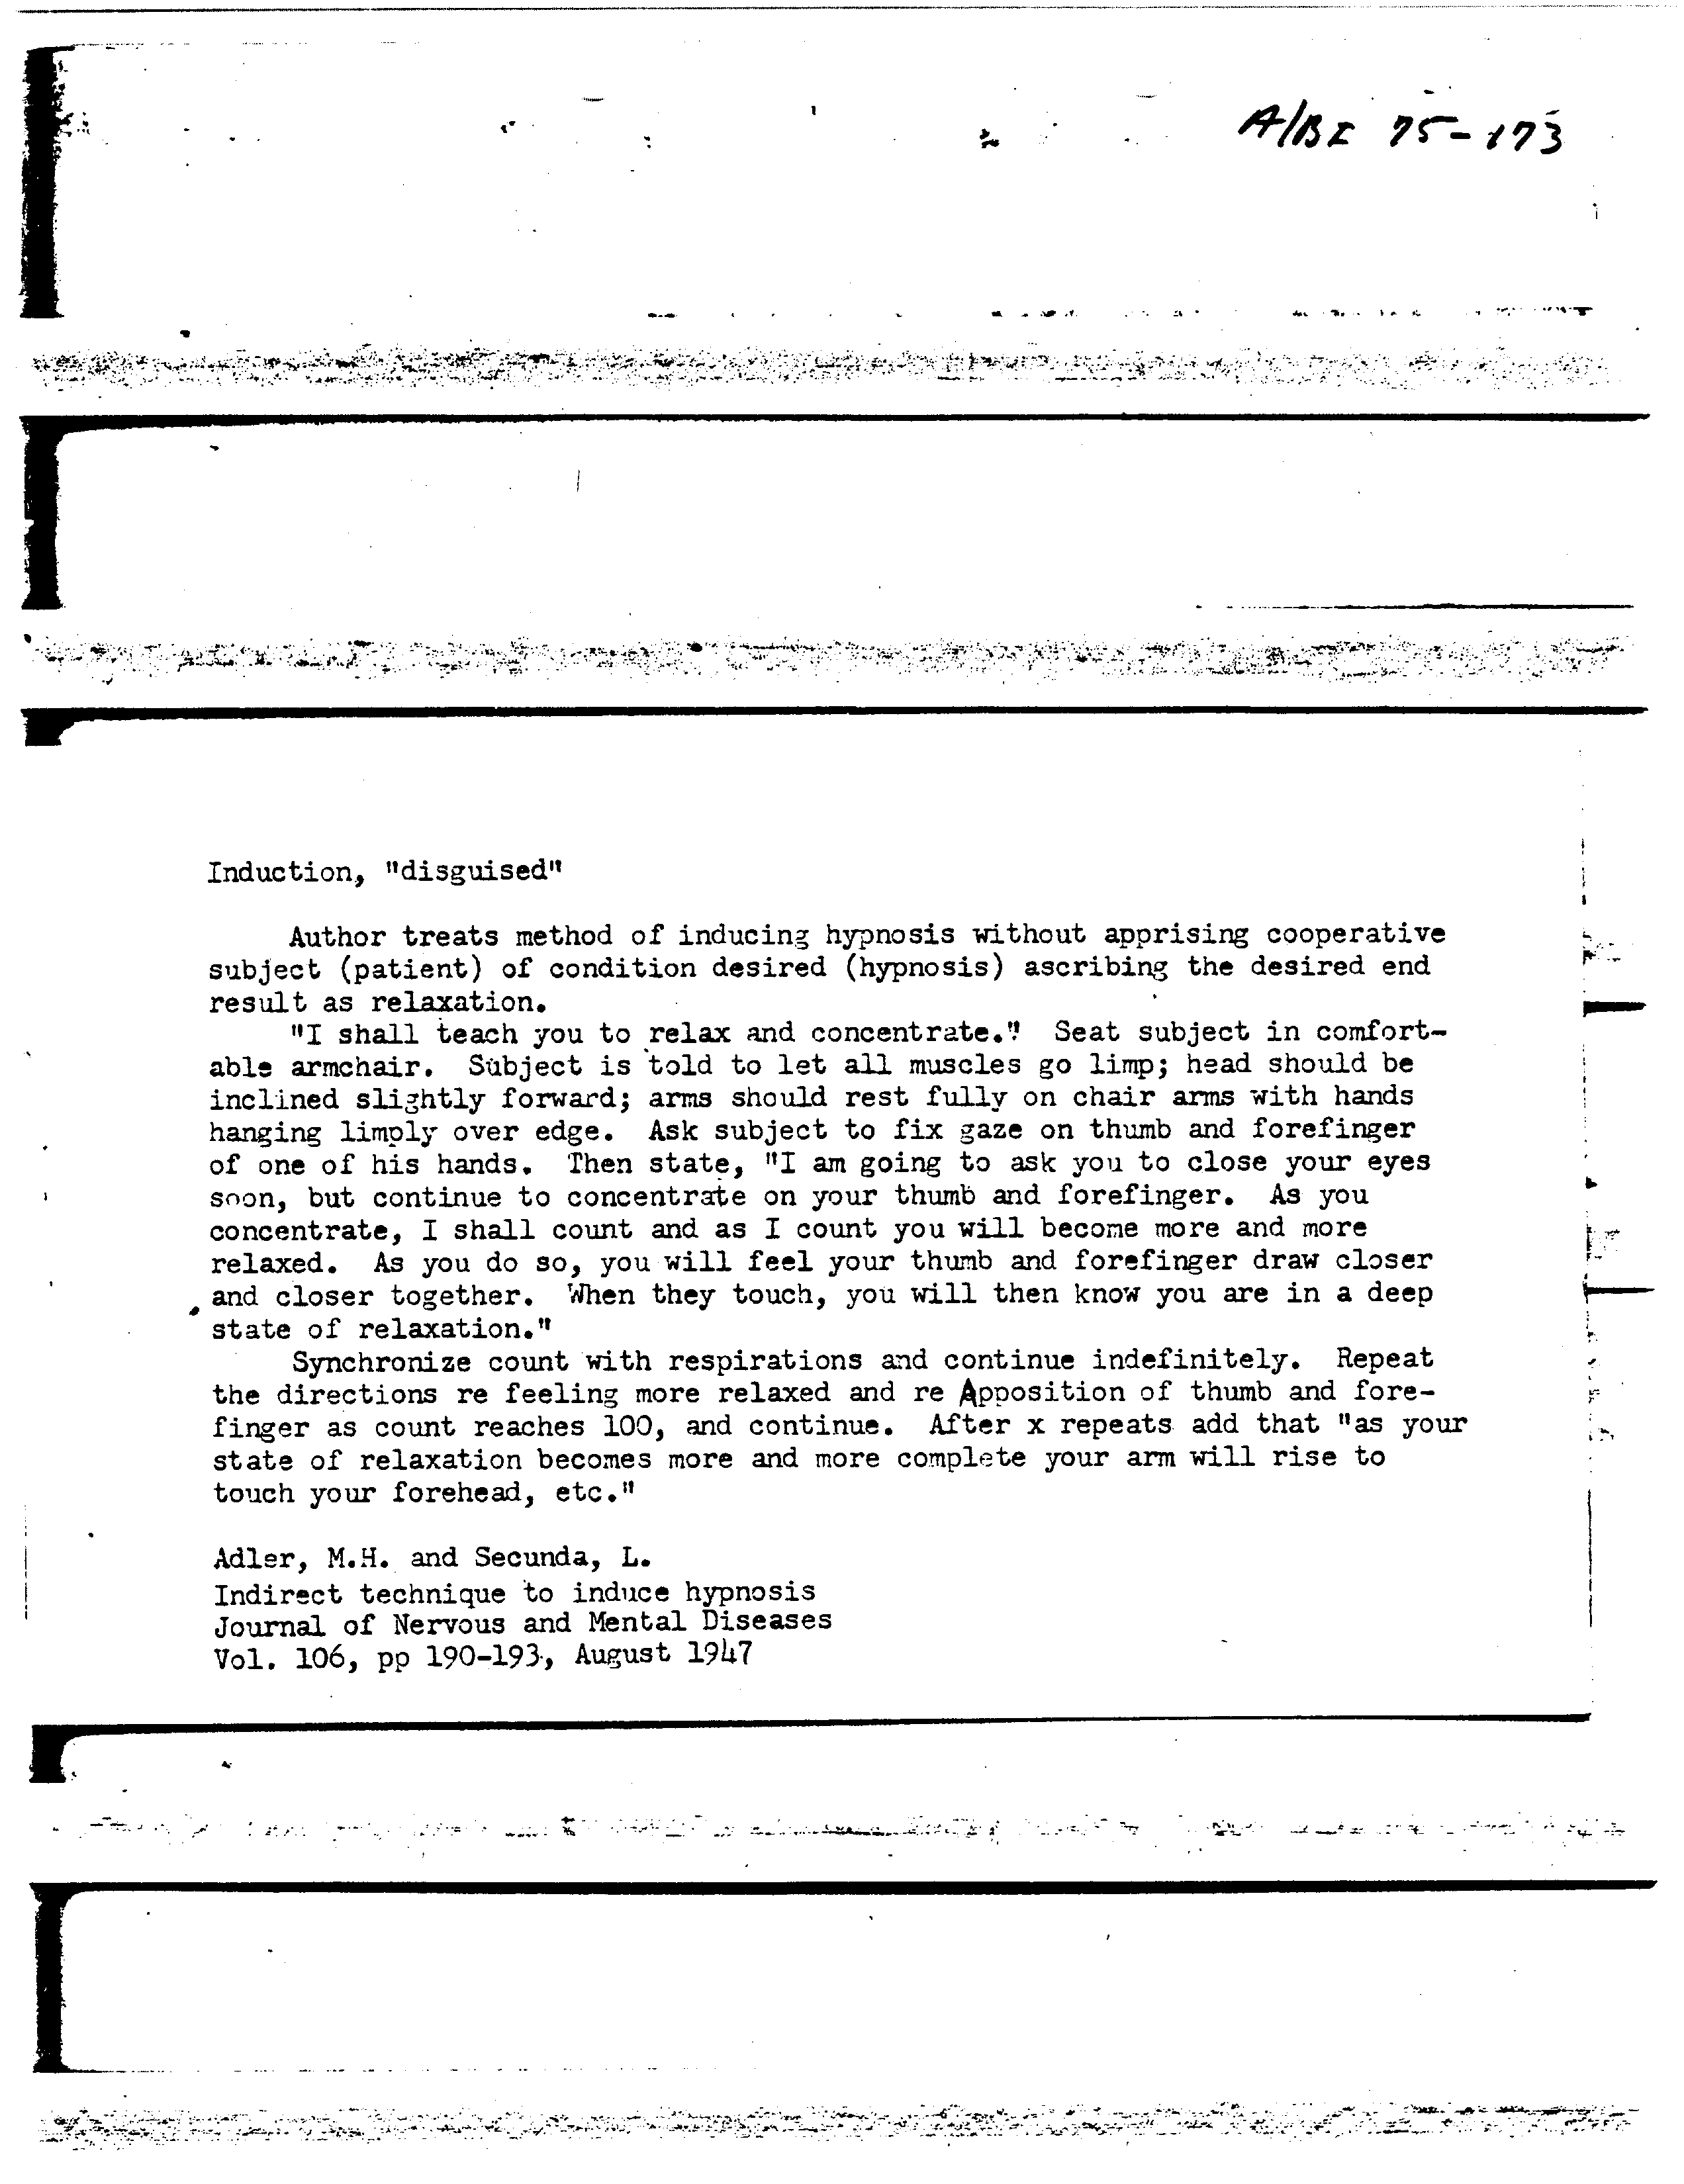 A/BI 75-173
Induction, "disguised"
Author treats method of inducing hypnosis without apprising cooperative
subject (patient) of condition desired (hypnosis) ascribing the desired end
result as relaxation.
"I shall teach you to relax and concentrate." Seat subject in comfort-
able armchair. Subject is told to let all muscles go limp; head should be
inclined slightly forward; arms should rest fully on chair arms with hands
hanging limply over edge. Ask subject to fix gaze on thumb and forefinger
of one of his hands. Then state, "I am going to ask you to close your eyes
soon, but continue to concentrate on your thumb and forefinger. As you
concentrate, I shall count and as I count you will become more and more
relaxed. As you do so, you will feel your thumb and forefinger draw closer
and closer together. When they touch, you will then know you are in a deep
state of relaxation."
Synchronize count with respirations and continue indefinitely. Repeat
the directions re feeling more relaxed and re Apposition of thumb and fore-
finger as count reaches 100, and continue. After x repeats add that "as your
state of relaxation becomes more and more complete your arm will rise to
touch your forehead, etc."
Adler, M.H. and Secunda, L.
Indirect technique to induce hypnosis
Journal of Nervous and Mental Diseases
Vol. 106, pp 190-193, August 1947